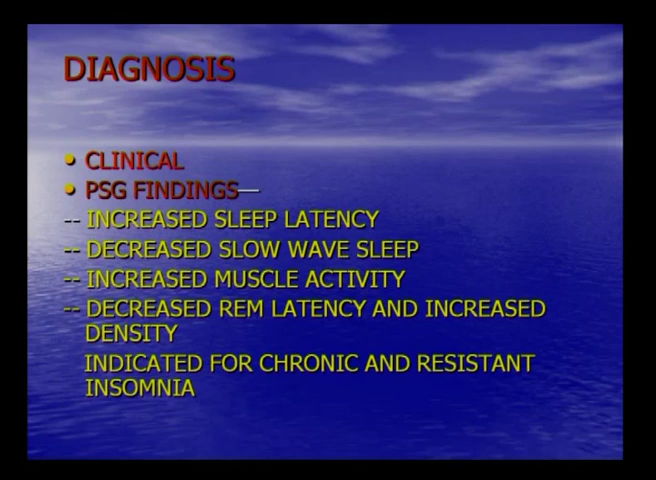 DIAGNOSIS
• CLINICAL
• PSG FINDINGS—
-- INCREASED SLEEP LATENCY
-- DECREASED SLOW WAVE SLEEP
-- INCREASED MUSCLE ACTIVITY
-- DECREASED REM LATENCY AND INCREASED
DENSITY
INDICATED FOR CHRONIC AND RESISTANT
INSOMNIA